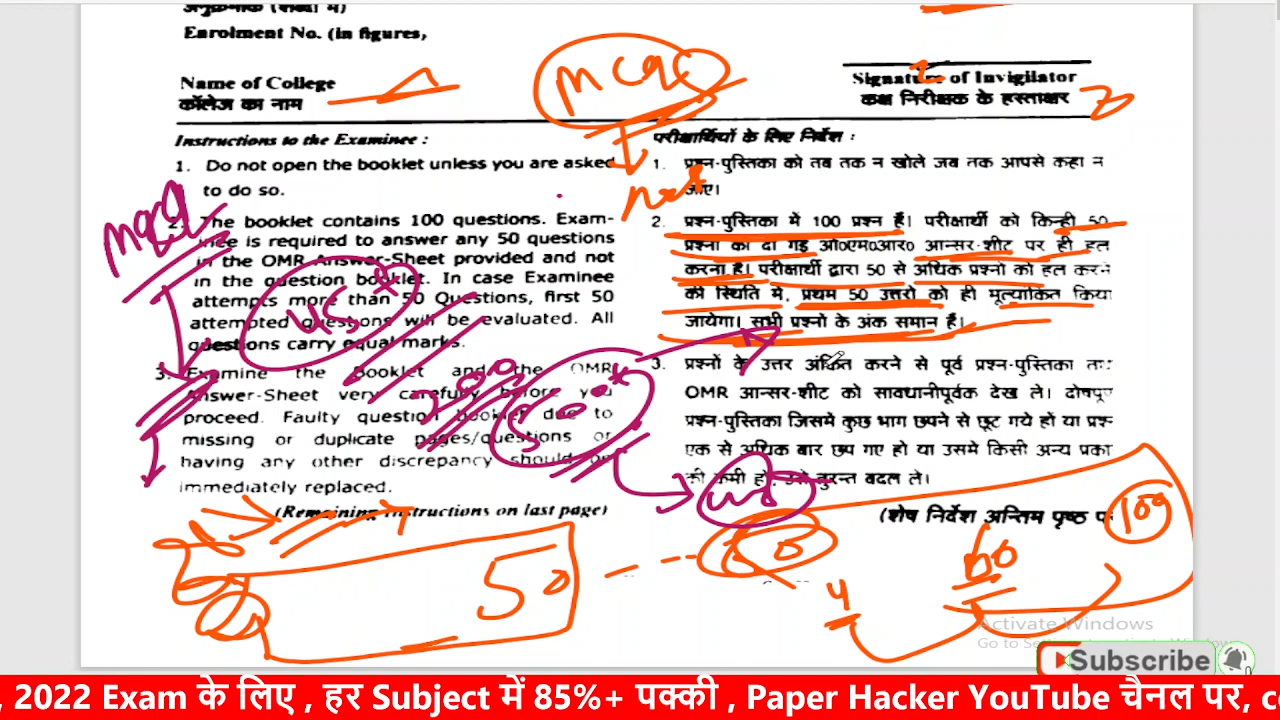 अनुक्रमांक (शब्दों में)
Enrolment No. (in figures,
Name of College
कॉलेज का नाम
Signature of Invigilator
कक्ष निरीक्षक के हस्ताक्षर
MCQ
Instructions to the Examinee :
1. Do not open the booklet unless you are asked
to do so.
MCQ
2. The booklet contains 100 questions. Exam-
inee is required to answer any 50 questions
in the OMR Answer-Sheet provided and not
in the question booklet. In case Examinee
attempts more than 50 Questions, first 50
attempted questions will be evaluated. All
questions carry equal marks.
3. Examine the Booklet and the OMR
Answer-Sheet very carefully before you
proceed. Faulty question booklet due to
missing or duplicate pages/questions or
having any other discrepancy should be
immediately replaced.
(Remaining instructions on last page)
परीक्षार्थियों के लिए निर्देश :
1. प्रश्न-पुस्तिका को तब तक न खोले जब तक आपसे कहा न
जाए।
2. प्रश्न-पुस्तिका में 100 प्रश्न हैं। परीक्षार्थी को किन्ही 50
प्रश्नो को दी गई ओ०एम०आर० आन्सर-शीट पर ही हल
करना है। परीक्षार्थी द्वारा 50 से अधिक प्रश्नो को हल करने
की स्थिति में, प्रथम 50 उत्तरो को ही मूल्यांकित किया
जायेगा। सभी प्रश्नो के अंक समान हैं।
3. प्रश्नों के उत्तर अंकित करने से पूर्व प्रश्न-पुस्तिका तथ
OMR आन्सर-शीट को सावधानीपूर्वक देख ले। दोषपूर्ण
प्रश्न-पुस्तिका जिसमें कुछ भाग छपने से छूट गये हो या प्रश्न
एक से अधिक बार छप गए हो या उसमे किसी अन्य प्रका
की कमी हो, उसे तुरन्त बदल ले।
(शेष निर्देश अन्तिम पृष्ठ प
50
4
60
100
Activate Windows
Subscribe
, 2022 Exam के लिए , हर Subject में 85%+ पक्की , Paper Hacker YouTube चैनल पर, c